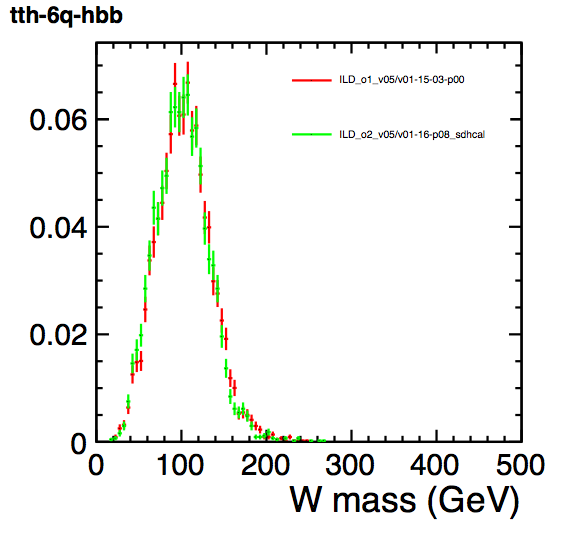 tth-6q-hbb
ILD_o1_v05/v01-15-03-p00
0.06
ILD_o2_v05/v01-16-p08_sdhcal
0.04
0.02
0
0 100 200 300 400 500
W mass (GeV)